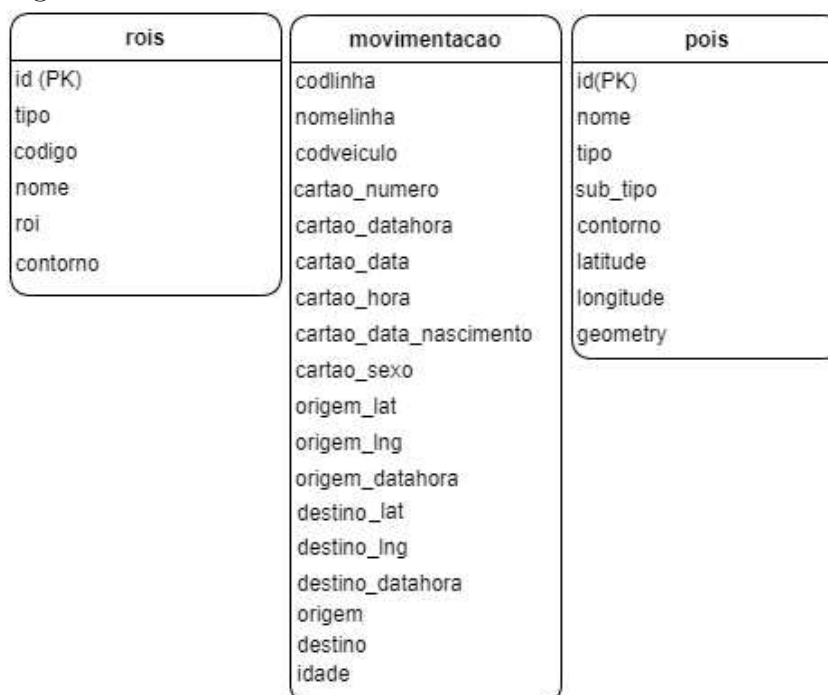 rois
id (PK)
tipo
codigo
nome
roi
contorno
movimentacao
codlinha
nomelinha
codveiculo
cartao_numero
cartao_datahora
cartao_data
cartao_hora
cartao_data_nascimento
cartao_sexo
origem_lat
origem_lng
origem_datahora
destino_lat
destino_lng
destino_datahora
origem
destino
idade
pois
id(PK)
nome
tipo
sub_tipo
contorno
latitude
longitude
geometry